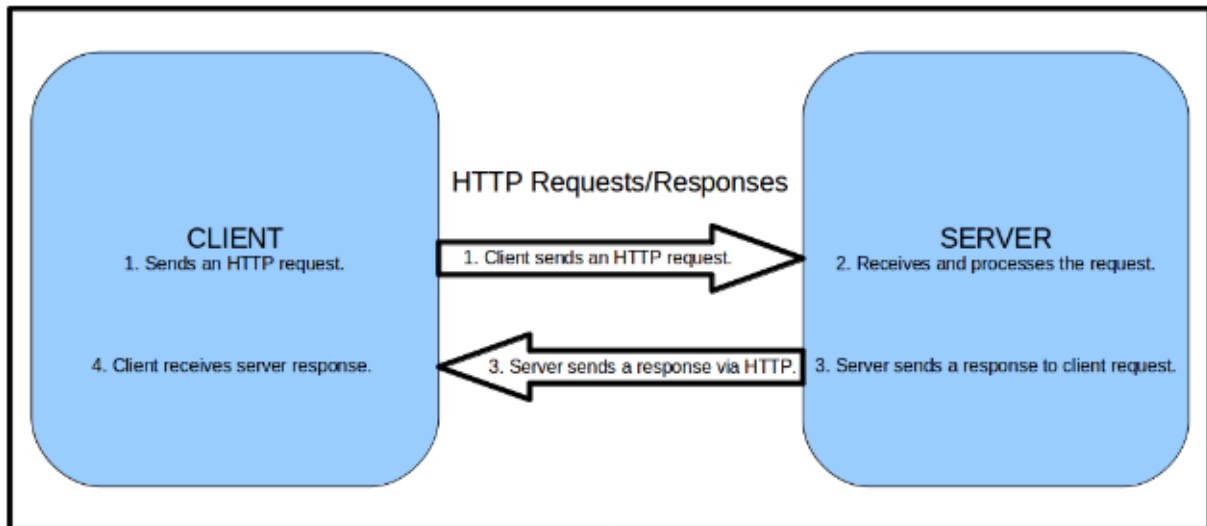 HTTP Requests/Responses
CLIENT
1. Sends an HTTP request.
1. Client sends an HTTP request.
SERVER
2. Receives and processes the request.
4. Client receives server response.
3. Server sends a response via HTTP.
3. Server sends a response to client request.